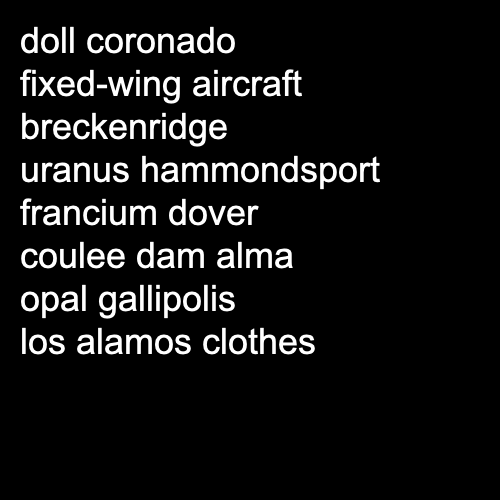 doll coronado
fixed-wing aircraft
breckenridge
uranus hammondsport
francium dover
coulee dam alma
opal gallipolis
los alamos clothes